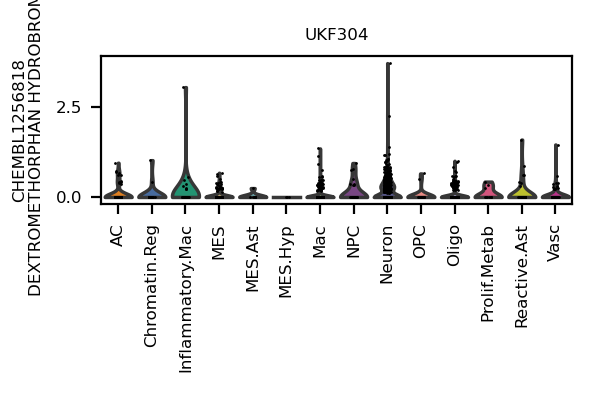 UKF304
CHEMBL1256818
DEXTROMETHORPHAN
2.5
0.0
AC
Chromatin.Reg
Inflammatory.Mac
MES
MES.Ast
MES.Hyp
Mac
NPC
Neuron
OPC
Oligo
Prolif.Metab
Reactive.Ast
Vasc